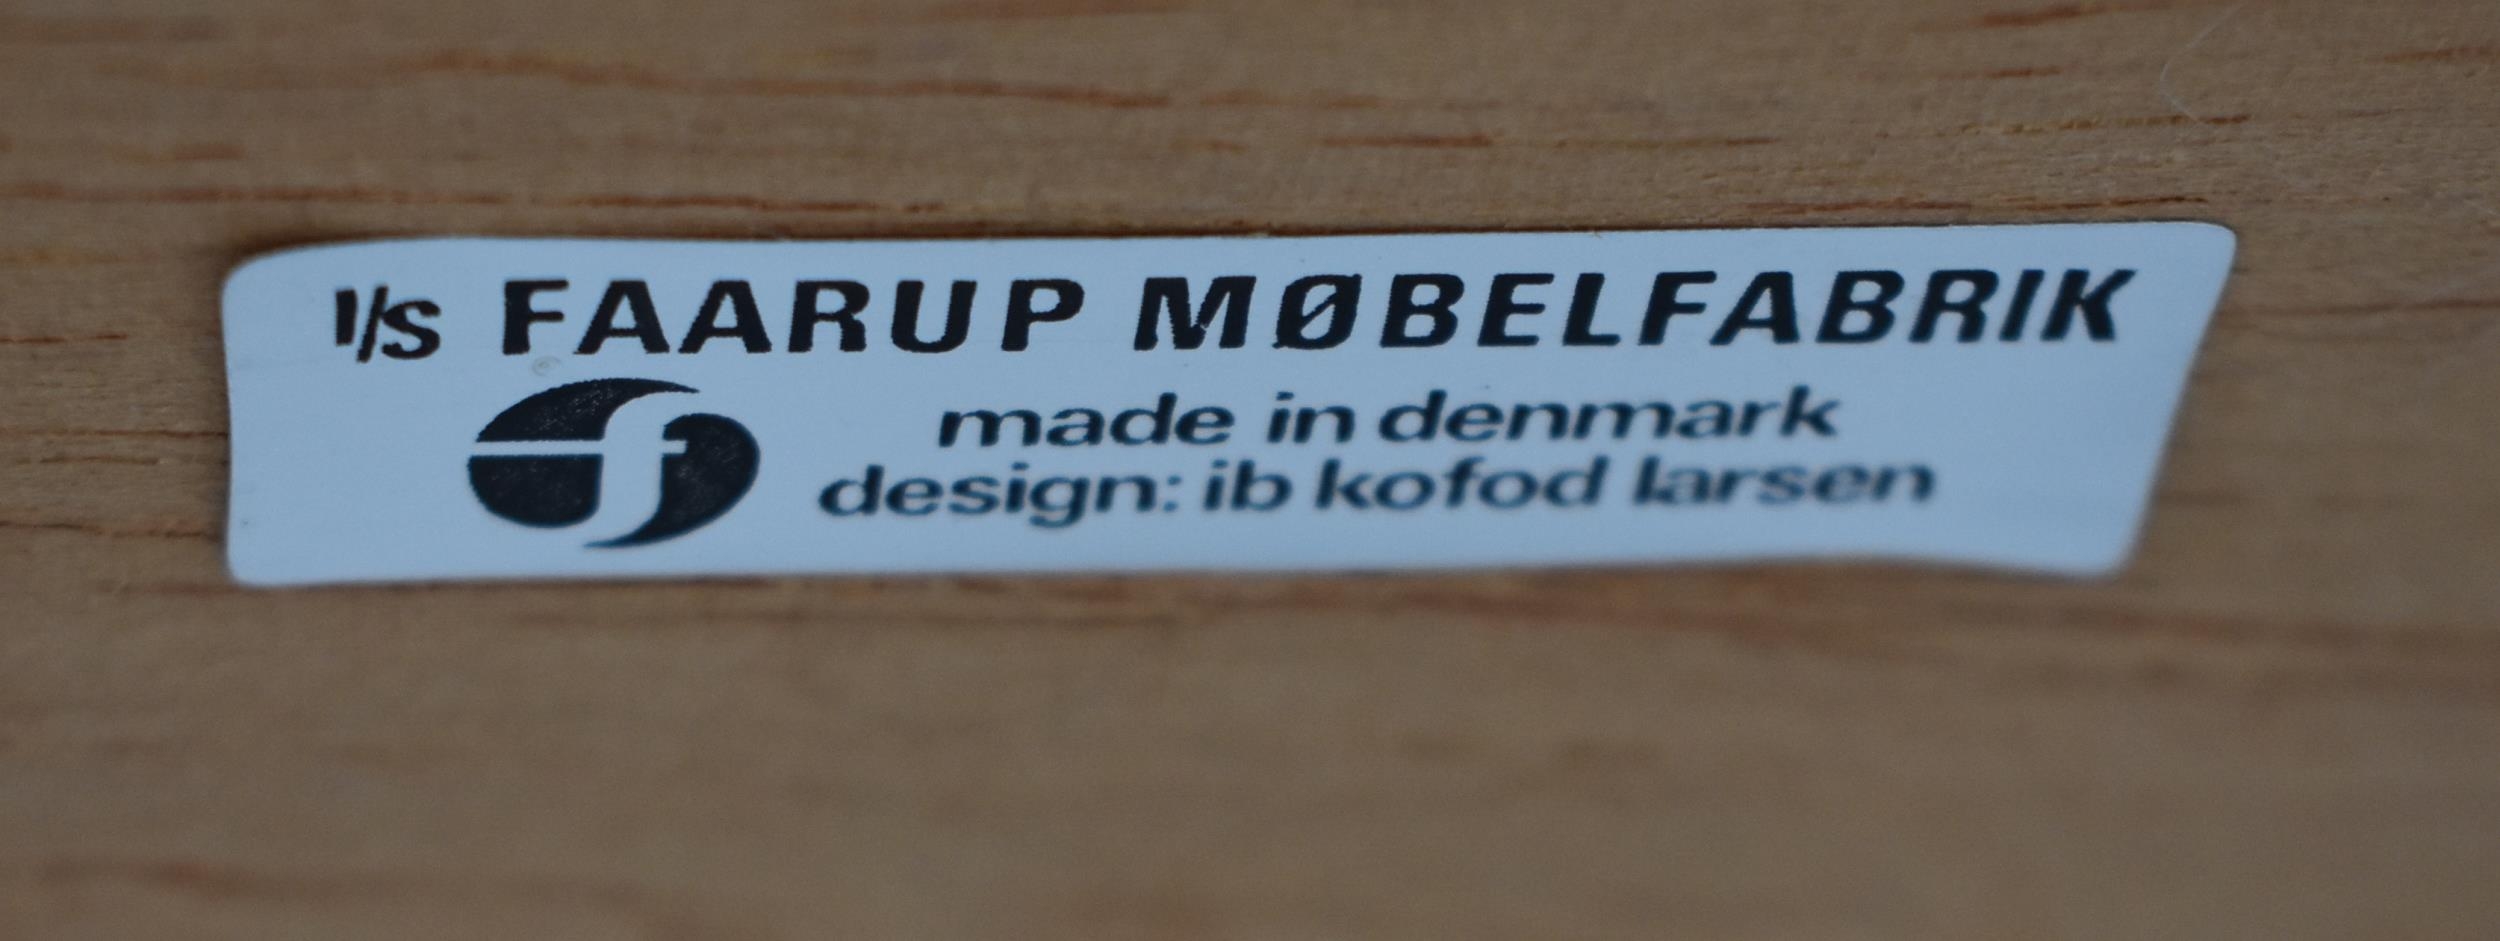 I/S FAARUP MØBELFABRIK
f
made in denmark
design: ib kofod larsen